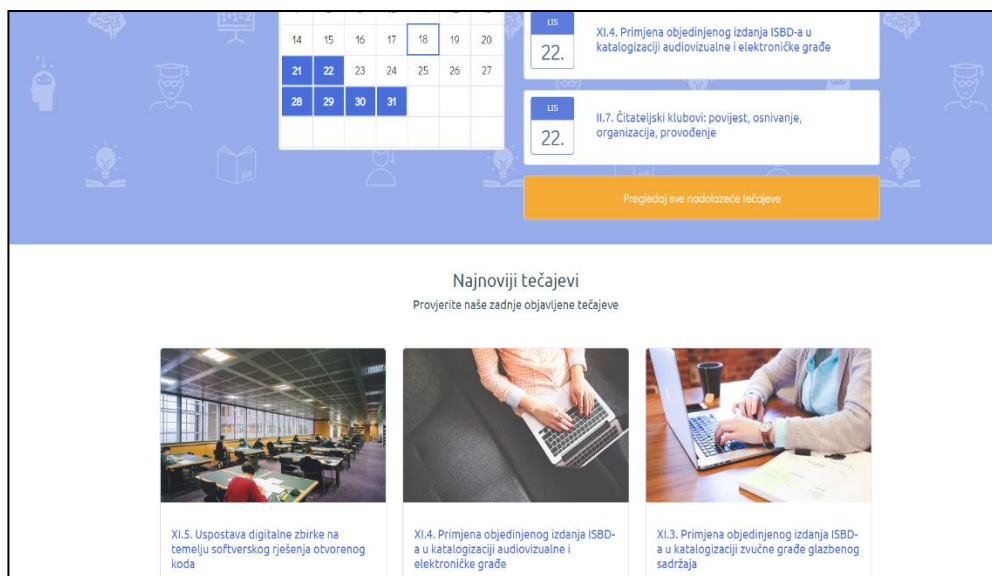 14 15 16 17 18 19 20
21 22 23 24 25 26 27
28 29 30 31
LIS
22.
XI.4. Primjena objedinjenog izdanja ISBD-a u
katalogizaciji audiovizualne i elektroničke građe
LIS
22.
II.7. Čitateljski klubovi: povijest, osnivanje,
organizacija, provođenje
Pregledaj sve nadolazeće tečajeve
Najnoviji tečajevi
Provjerite naše zadnje objavljene tečajeve
XI.5. Uspostava digitalne zbirke na
temelju softverskog rješenja otvorenog
koda
XI.4. Primjena objedinjenog izdanja ISBD-
a u katalogizaciji audiovizualne i
elektroničke građe
XI.3. Primjena objedinjenog izdanja ISBD-
a u katalogizaciji zvučne građe glazbenog
sadržaja